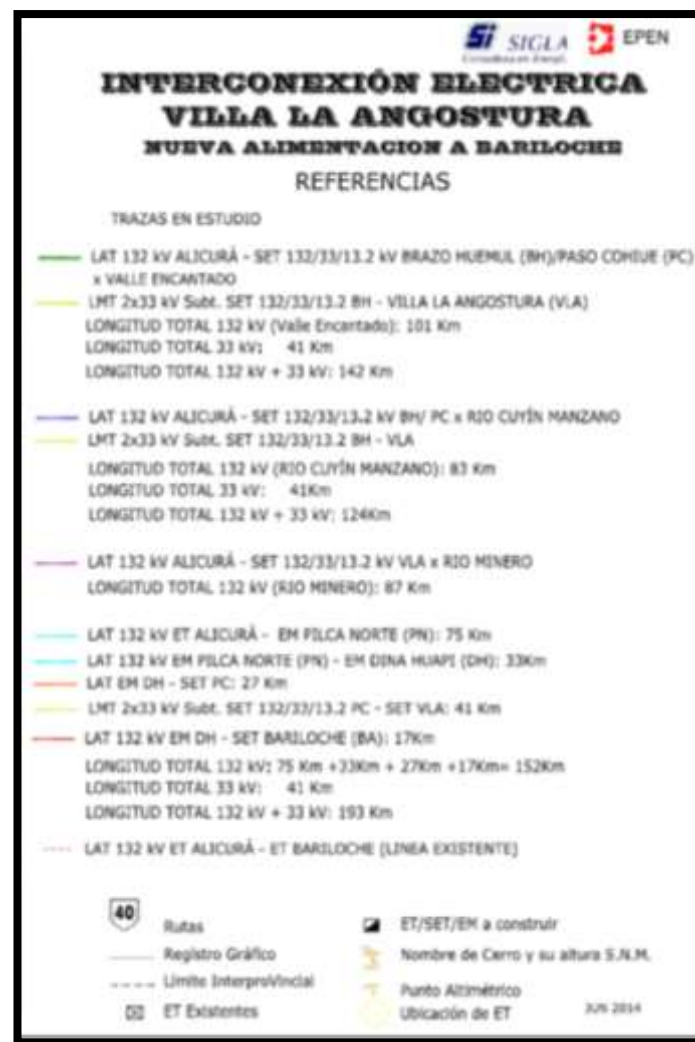 Si SIGLA
EPEN
INTERCONEXIÓN ELECTRICA
VILLA LA ANGOSTURA
NUEVA ALIMENTACION A BARILOCHE
REFERENCIAS
TRAZAS EN ESTUDIO
LAT 132 kV ALICURÁ - SET 132/33/13.2 kV BRAZO HUEMUL (BH)/PASO COHIUE (PC)
x VALLE ENCANTADO
LMT 2x33 kV Subt. SET 132/33/13.2 BH - VILLA LA ANGOSTURA (VLA)
LONGITUD TOTAL 132 kV (Valle Encantado): 101 Km
LONGITUD TOTAL 33 kV: 41 Km
LONGITUD TOTAL 132 kV + 33 kV: 142 Km
LAT 132 kV ALICURÁ - SET 132/33/13.2 kV BH/ PC x RIO CUYÍN MANZANO
LMT 2x33 kV Subt. SET 132/33/13.2 BH - VLA
LONGITUD TOTAL 132 kV (RIO CUYÍN MANZANO): 83 Km
LONGITUD TOTAL 33 kV: 41Km
LONGITUD TOTAL 132 kV + 33 kV: 124Km
LAT 132 kV ALICURÁ - SET 132/33/13.2 kV VLA x RIO MINERO
LONGITUD TOTAL 132 kV (RIO MINERO): 87 Km
LAT 132 kV ET ALICURÁ - EM PILCA NORTE (PN): 75 Km
LAT 132 kV EM PILCA NORTE (PN) - EM DINA HUAPI (DH): 33Km
LAT EM DH - SET PC: 27 Km
LMT 2x33 kV Subt. SET 132/33/13.2 PC - SET VLA: 41 Km
LAT 132 kV EM DH - SET BARILOCHE (BA): 17Km
LONGITUD TOTAL 132 kV: 75 Km +33Km + 27Km +17Km= 152Km
LONGITUD TOTAL 33 kV: 41 Km
LONGITUD TOTAL 132 kV + 33 kV: 193 Km
LAT 132 kV ET ALICURÁ - ET BARILOCHE (LINEA EXISTENTE)
40 Rutas
Registro Gráfico
Limite InterproVincial
ET Existentes
ET/SET/EM a construir
Nombre de Cerro y su altura S.N.M.
Punto Altimétrico
Ubicación de ET
JUN 2014